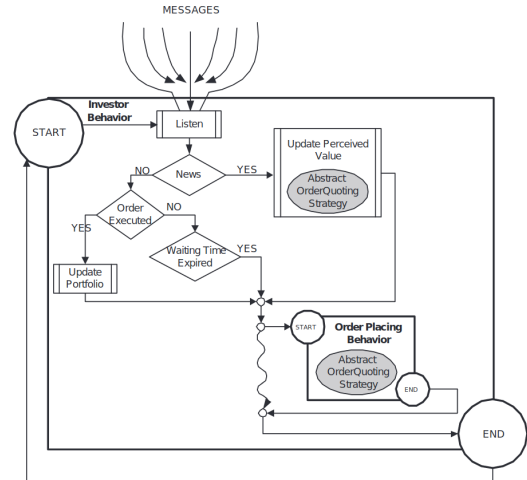 MESSAGES
Investor
Behavior
START
Listen
NO
News
YES
Update Perceived
Value
Abstract
OrderQuoting
Strategy
Order
Executed
NO
YES
Waiting Time
Expired
YES
Update
Portfolio
START
Order Placing
Behavior
Abstract
OrderQuoting
Strategy
END
END